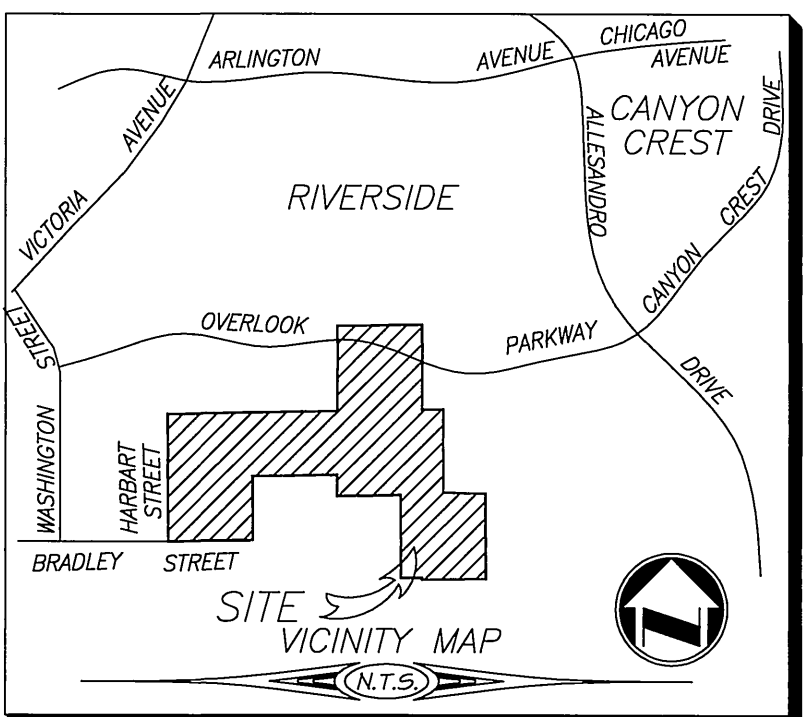 CHICAGO
ARLINGTON AVENUE AVENUE
VICTORIA AVENUE
ALLESANDRO
DRIVE
CANYON
CREST
CANYON CREST DRIVE
RIVERSIDE
OVERLOOK PARKWAY
WASHINGTON STREET
HARBART
STREET
BRADLEY STREET
SITE
VICINITY MAP
N.T.S.
N